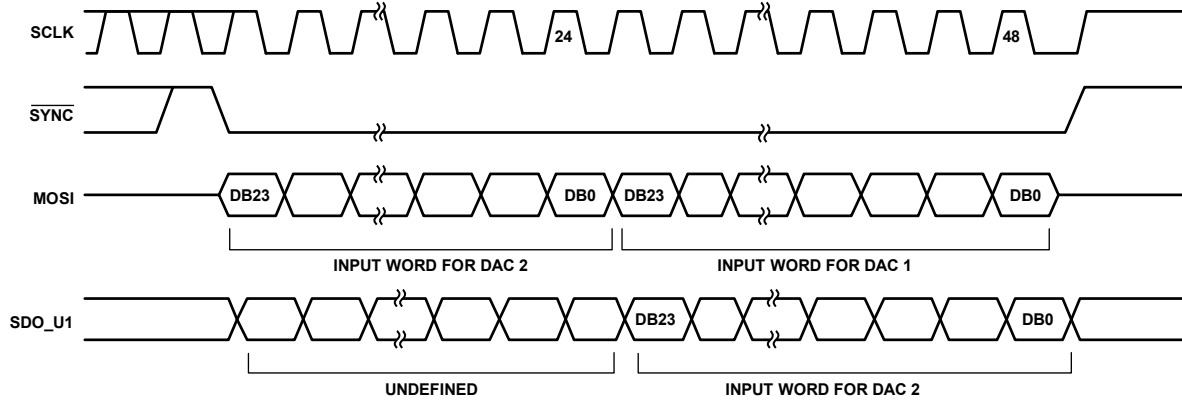 SCLK
24
48
SYNC
MOSI
DB23
DB0
DB23
DB0
INPUT WORD FOR DAC 2
INPUT WORD FOR DAC 1
SDO_U1
DB23
DB0
UNDEFINED
INPUT WORD FOR DAC 2